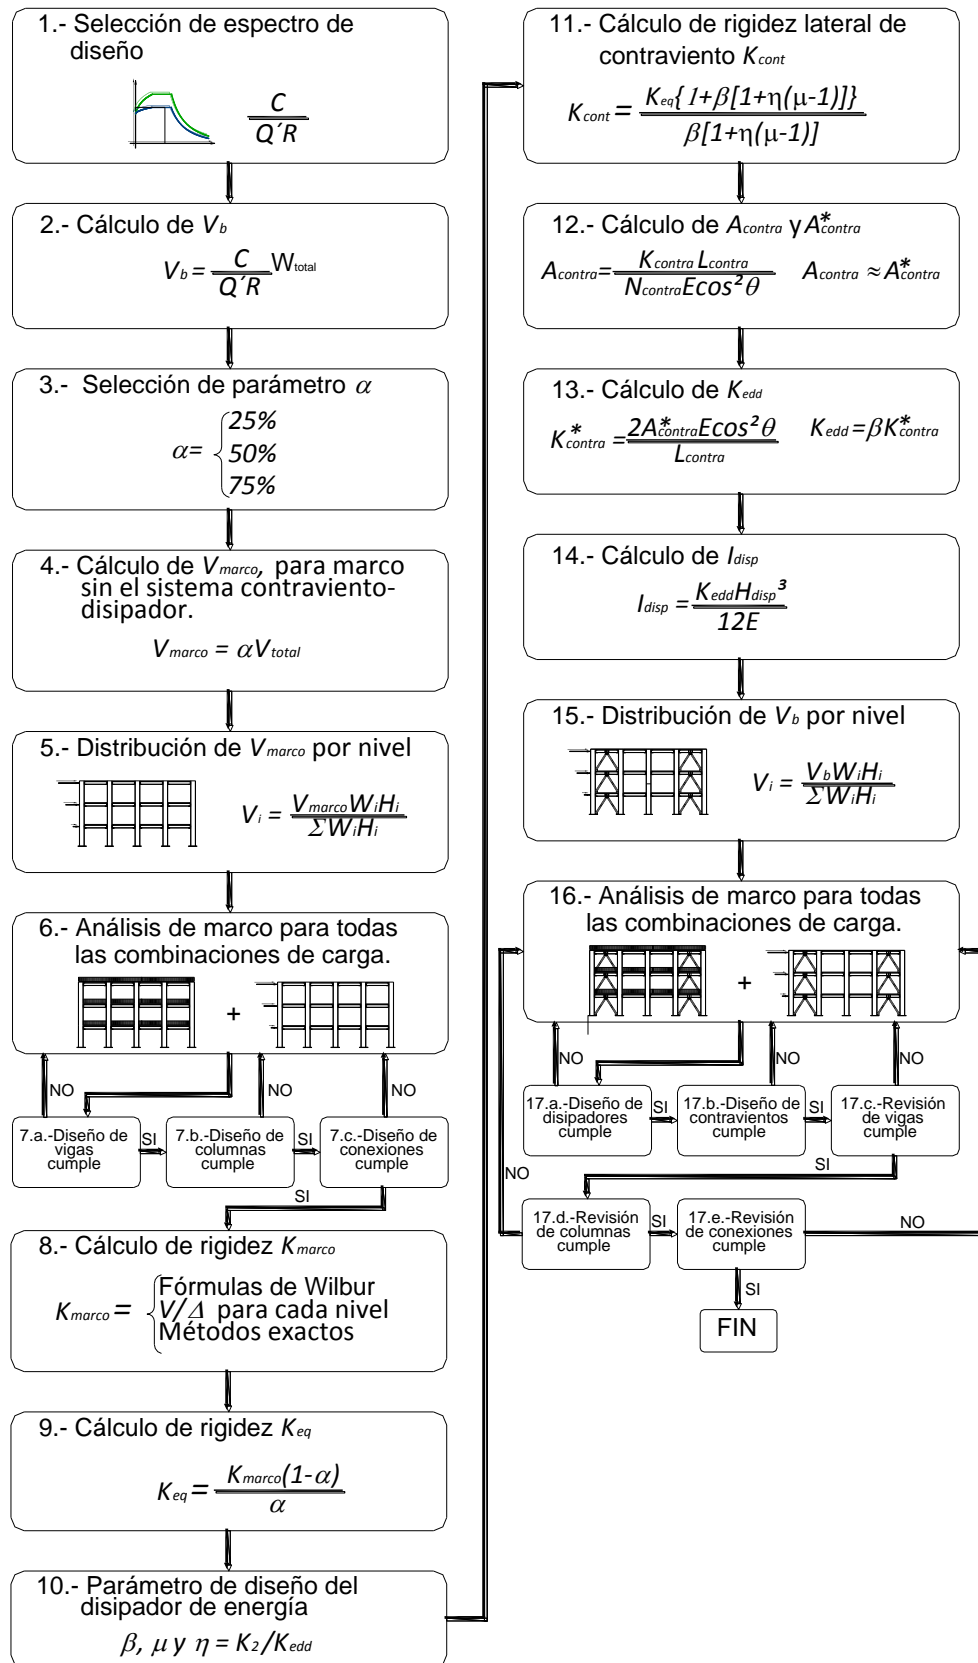 1.- Selección de espectro de
diseño
C
Q´R
2.- Cálculo de Vb
Vb = C Wtotal
Q´R
3.- Selección de parámetro α
25%
α= 50%
75%
4.- Cálculo de Vmarco, para marco
sin el sistema contraviento-
disipador.
Vmarco = αVtotal
5.- Distribución de Vmarco por nivel
Vi = VmarcoWiHi
ΣWiHi
6.- Análisis de marco para todas
las combinaciones de carga.
+
NO
NO
NO
7.a.-Diseño de
vigas
cumple
SI
7.b.-Diseño de
columnas
cumple
SI
7.c.-Diseño de
conexiones
cumple
SI
8.- Cálculo de rigidez Kmarco
Fórmulas de Wilbur
Kmarco = V/Δ para cada nivel
Métodos exactos
9.- Cálculo de rigidez Keq
Keq = Kmarco(1-α)
α
10.- Parámetro de diseño del
disipador de energía
β, μ y η = K2/Kedd
11.- Cálculo de rigidez lateral de
contraviento Kcont
Kcont = Keq{1+β[1+η(μ-1)]}
β[1+η(μ-1)]
12.- Cálculo de Acontra y A*contra
Acontra= Kcontra Lcontra
NcontraEcos²θ
Acontra ≈ A*contra
13.- Cálculo de Kedd
K*contra = 2A*contraEcos²θ
Lcontra
Kedd = βK*contra
14.- Cálculo de Idisp
Idisp = KeddHdisp³
12E
15.- Distribución de Vb por nivel
Vi = VbWiHi
ΣWiHi
16.- Análisis de marco para todas
las combinaciones de carga.
+
NO
NO
NO
17.a.-Diseño de
disipadores
cumple
SI
17.b.-Diseño de
contravientos
cumple
SI
17.c.-Revisión
de vigas
cumple
SI
NO
17.d.-Revisión
de columnas
cumple
SI
17.e.-Revisión
de conexiones
cumple
NO
SI
FIN